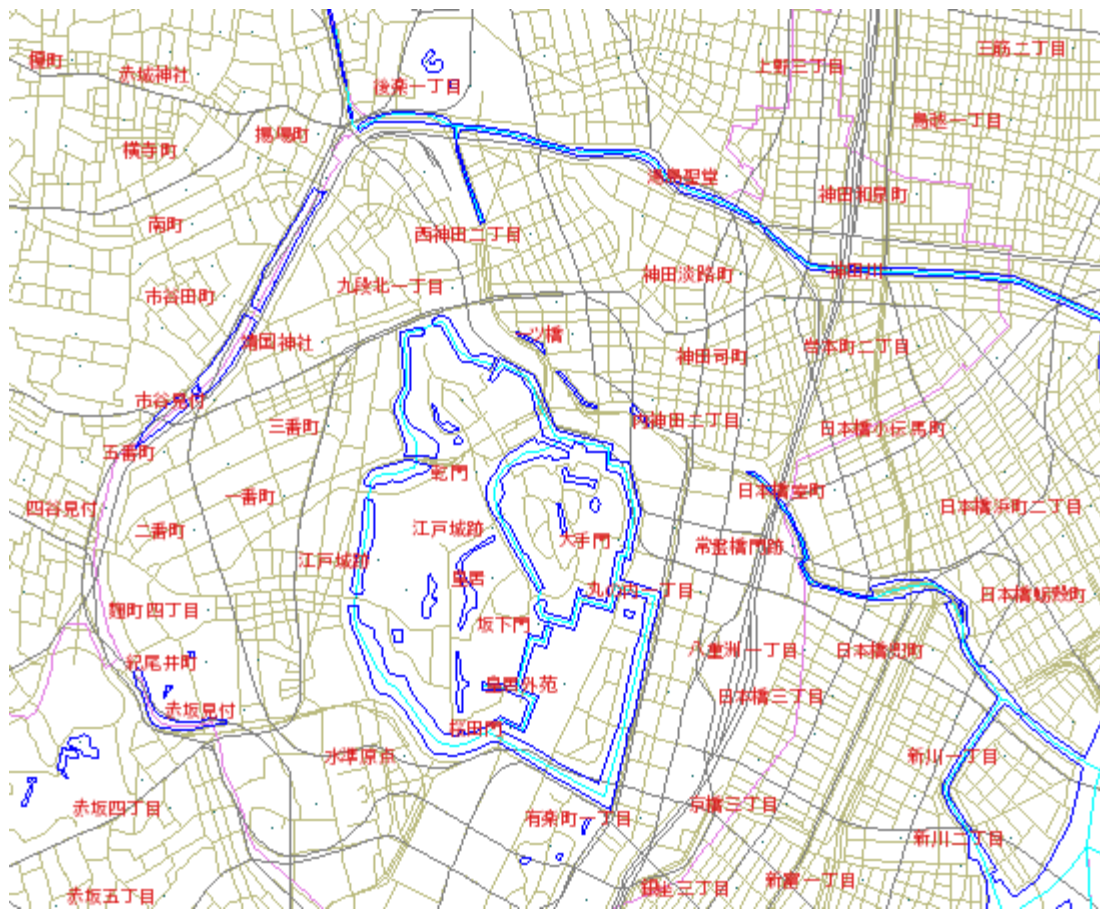 三筋二丁目
榎町
上野三丁目
赤城神社
後楽一丁目
鳥越一丁目
揚場町
横寺町
湯島聖堂
神田和泉町
南町
西神田二丁目
神田川
神田淡路町
九段北一丁目
市谷田町
一ツ橋
靖国神社
岩本町二丁目
神田司町
市谷見付
内神田二丁目
三番町
日本橋小伝馬町
五番町
乾門
日本橋室町
一番町
四谷見付
日本橋浜町二丁目
二番町
江戸城跡
大手門
常盤橋門跡
江戸城跡
皇居
丸の内一丁目
日本橋蛎殻町
麹町四丁目
坂下門
八重洲一丁目
日本橋兜町
紀尾井町
皇居外苑
日本橋三丁目
赤坂見付
桜田門
水準原点
新川一丁目
京橋三丁目
赤坂四丁目
有楽町一丁目
新川二丁目
新富一丁目
銀座三丁目
赤坂五丁目